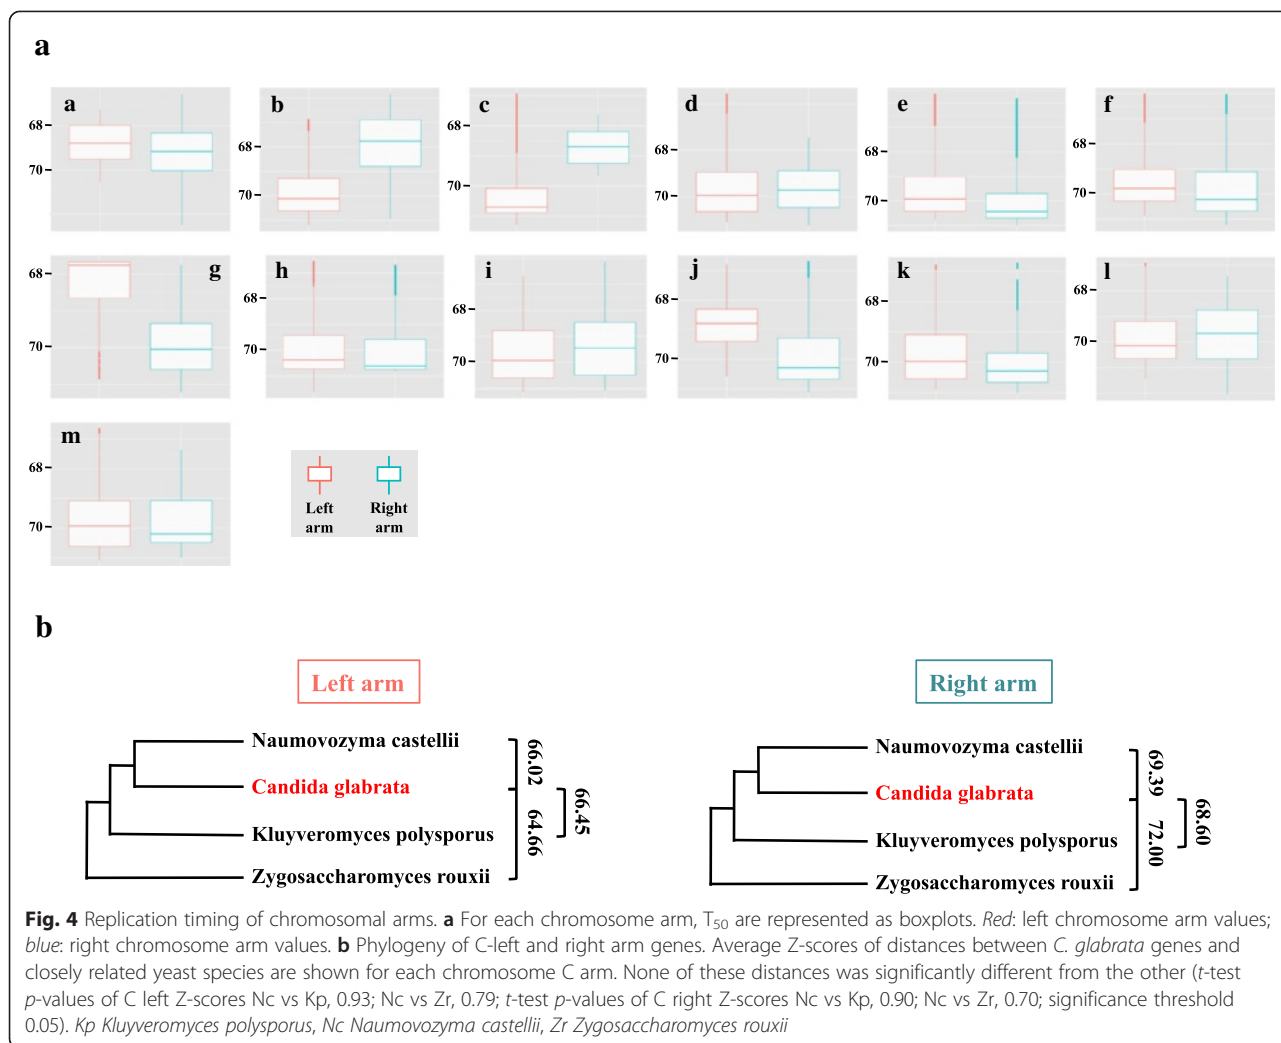 a
a
68
70
b
68
70
c
68
70
d
68
70
e
68
70
f
68
70
g
68
70
h
68
70
i
68
70
j
68
70
k
68
70
l
68
70
m
68
70
Left arm
Right arm
b
Left arm
Naumovozyma castellii
Candida glabrata
Kluyveromyces polysporus
Zygosaccharomyces rouxii
66.02
64.66
66.45
Right arm
Naumovozyma castellii
Candida glabrata
Kluyveromyces polysporus
Zygosaccharomyces rouxii
69.39
72.00
68.60
Fig. 4 Replication timing of chromosomal arms. a For each chromosome arm, T50 are represented as boxplots. Red: left chromosome arm values;
blue: right chromosome arm values. b Phylogeny of C-left and right arm genes. Average Z-scores of distances between C. glabrata genes and
closely related yeast species are shown for each chromosome C arm. None of these distances was significantly different from the other (t-test
p-values of C left Z-scores Nc vs Kp, 0.93; Nc vs Zr, 0.79; t-test p-values of C right Z-scores Nc vs Kp, 0.90; Nc vs Zr, 0.70; significance threshold
0.05). Kp Kluyveromyces polysporus, Nc Naumovozyma castellii, Zr Zygosaccharomyces rouxii